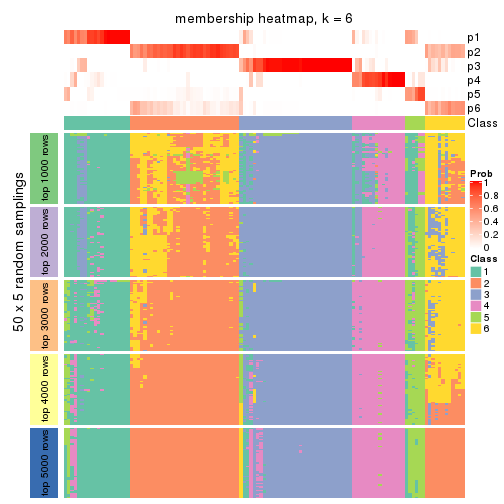 membership heatmap, k = 6
p1
p2
p3
p4
p5
p6
Class
50 x 5 random samplings
top 1000 rows
top 2000 rows
top 3000 rows
top 4000 rows
top 5000 rows
Prob
1
0.8
0.6
0.4
0.2
0
Class
1
2
3
4
5
6